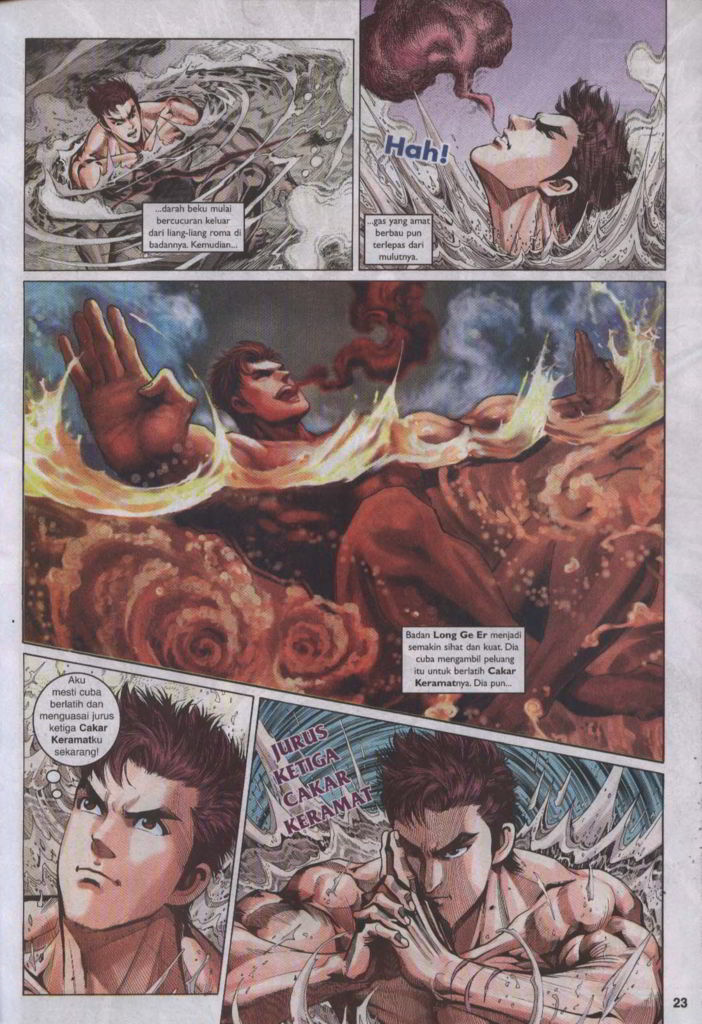 ...darah beku mulai
bercucuran keluar
dari liang-liang roma di
badannya. Kemudian...
Hah!
...gas yang amat
berbau pun
terlepas dari
mulutnya.
Badan Long Ge Er menjadi
semakin sihat dan kuat. Dia
cuba mengambil peluang
itu untuk berlatih Cakar
Keramatnya. Dia pun...
Aku
mesti cuba
berlatih dan
menguasai jurus
ketiga Cakar
Keramatku
sekarang!
JURUS
KETIGA
CAKAR
KERAMAT
23